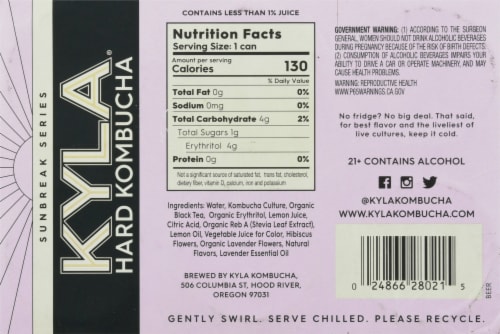 SUNBREAK SERIES
KYLA®
HARD KOMBUCHA
CONTAINS LESS THAN 1% JUICE
Nutrition Facts
Serving Size: 1 can
Amount per serving
Calories 130
% Daily Value
Total Fat 0g 0%
Sodium 0mg 0%
Total Carbohydrate 4g 2%
Total Sugars 1g
Erythritol 4g
Protein 0g 0%
Not a significant source of saturated fat, trans fat, cholesterol,
dietary fiber, vitamin D, calcium, iron and potassium
Ingredients: Water, Kombucha Culture, Organic
Black Tea, Organic Erythritol, Lemon Juice,
Citric Acid, Organic Reb A (Stevia Leaf Extract),
Lemon Oil, Vegetable Juice for Color, Hibiscus
Flowers, Organic Lavender Flowers, Natural
Flavors, Lavender Essential Oil
BREWED BY KYLA KOMBUCHA,
506 COLUMBIA ST, HOOD RIVER,
OREGON 97031
GOVERNMENT WARNING: (1) ACCORDING TO THE SURGEON
GENERAL, WOMEN SHOULD NOT DRINK ALCOHOLIC BEVERAGES
DURING PREGNANCY BECAUSE OF THE RISK OF BIRTH DEFECTS.
(2) CONSUMPTION OF ALCOHOLIC BEVERAGES IMPAIRS YOUR
ABILITY TO DRIVE A CAR OR OPERATE MACHINERY, AND MAY
CAUSE HEALTH PROBLEMS.
WARNING: REPRODUCTIVE HEALTH
WWW.P65WARNINGS.CA.GOV
No fridge? No big deal. That said,
for best flavor and the liveliest of
live cultures, keep it cold.
21+ CONTAINS ALCOHOL
@KYLAKOMBUCHA
WWW.KYLAKOMBUCHA.COM
0 24866 28021 5
BEER
GENTLY SWIRL. SERVE CHILLED. PLEASE RECYCLE.